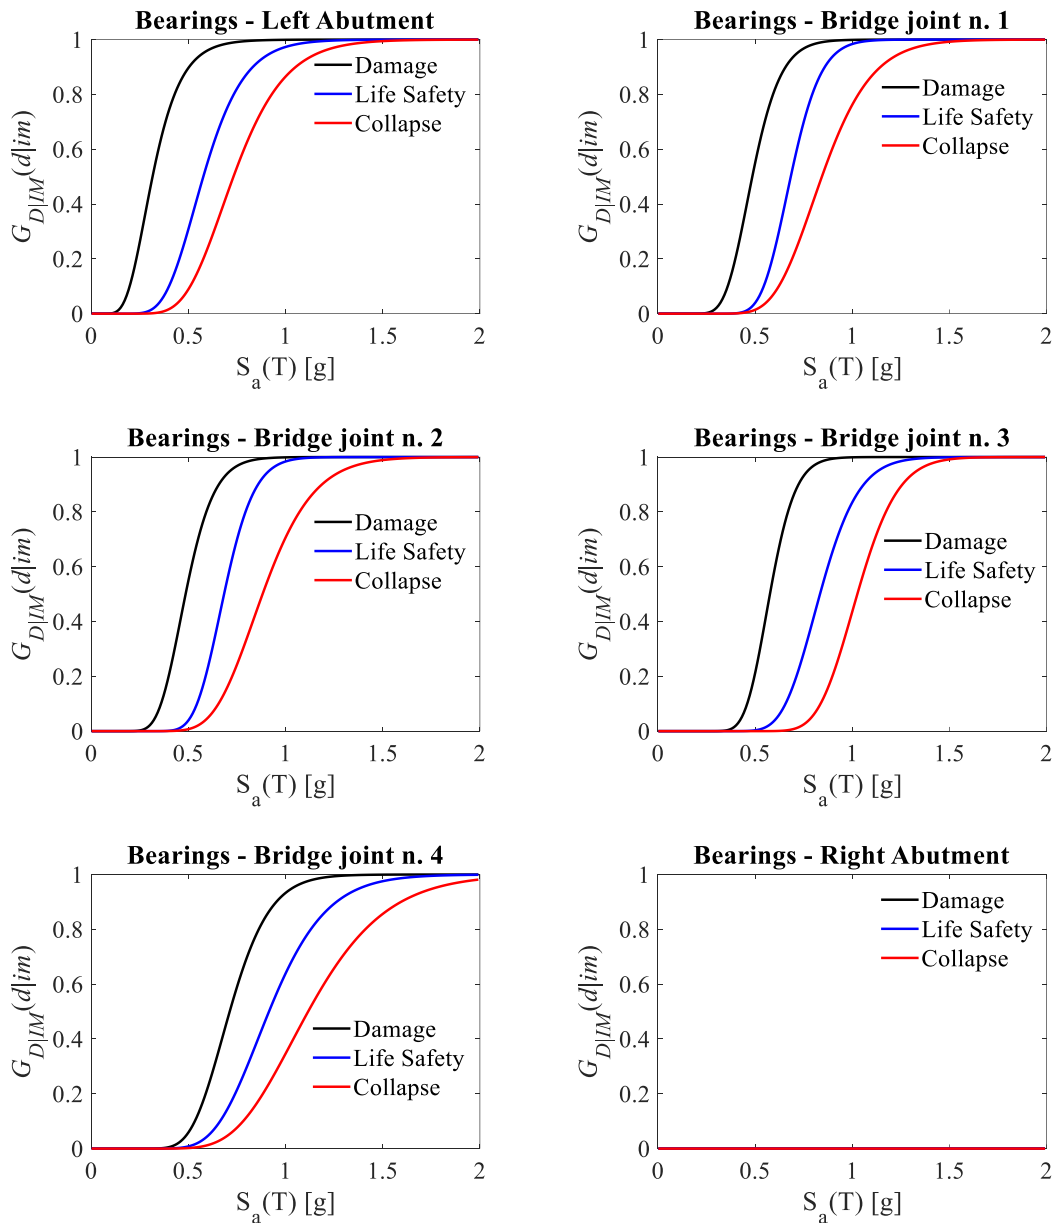 Bearings - Left Abutment
1
0.8
0.6
0.4
0.2
0
G_{D|IM}(d|im)
Damage
Life Safety
Collapse
0 0.5 1 1.5 2
S_a(T) [g]
Bearings - Bridge joint n. 1
1
0.8
0.6
0.4
0.2
0
G_{D|IM}(d|im)
Damage
Life Safety
Collapse
0 0.5 1 1.5 2
S_a(T) [g]
Bearings - Bridge joint n. 2
1
0.8
0.6
0.4
0.2
0
G_{D|IM}(d|im)
Damage
Life Safety
Collapse
0 0.5 1 1.5 2
S_a(T) [g]
Bearings - Bridge joint n. 3
1
0.8
0.6
0.4
0.2
0
G_{D|IM}(d|im)
Damage
Life Safety
Collapse
0 0.5 1 1.5 2
S_a(T) [g]
Bearings - Bridge joint n. 4
1
0.8
0.6
0.4
0.2
0
G_{D|IM}(d|im)
Damage
Life Safety
Collapse
0 0.5 1 1.5 2
S_a(T) [g]
Bearings - Right Abutment
1
0.8
0.6
0.4
0.2
0
G_{D|IM}(d|im)
Damage
Life Safety
Collapse
0 0.5 1 1.5 2
S_a(T) [g]